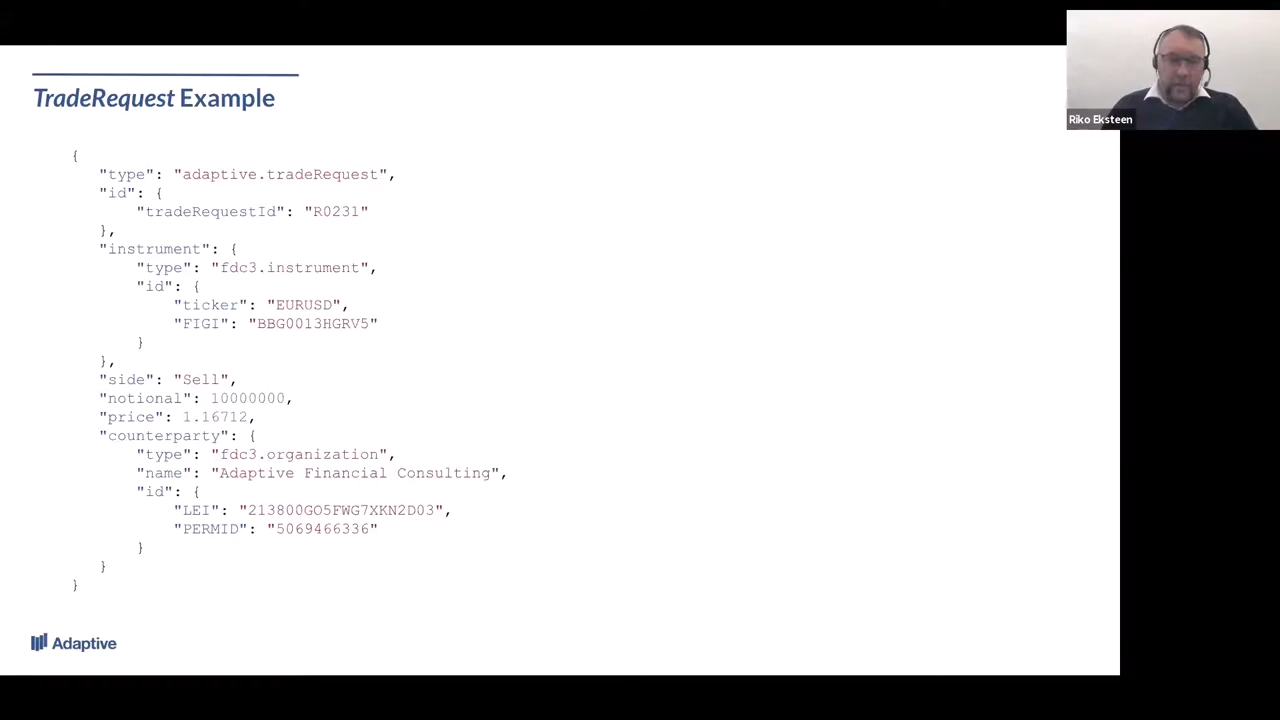 TradeRequest Example
{
"type": "adaptive.tradeRequest",
"id": {
"tradeRequestId": "R0231"
},
"instrument": {
"type": "fdc3.instrument",
"id": {
"ticker": "EURUSD",
"FIGI": "BBG0013HGRV5"
}
},
"side": "Sell",
"notional": 10000000,
"price": 1.16712,
"counterparty": {
"type": "fdc3.organization",
"name": "Adaptive Financial Consulting",
"id": {
"LEI": "213800GO5FWG7XKN2D03",
"PERMID": "5069466336"
}
}
}
Adaptive
Riko Eksteen